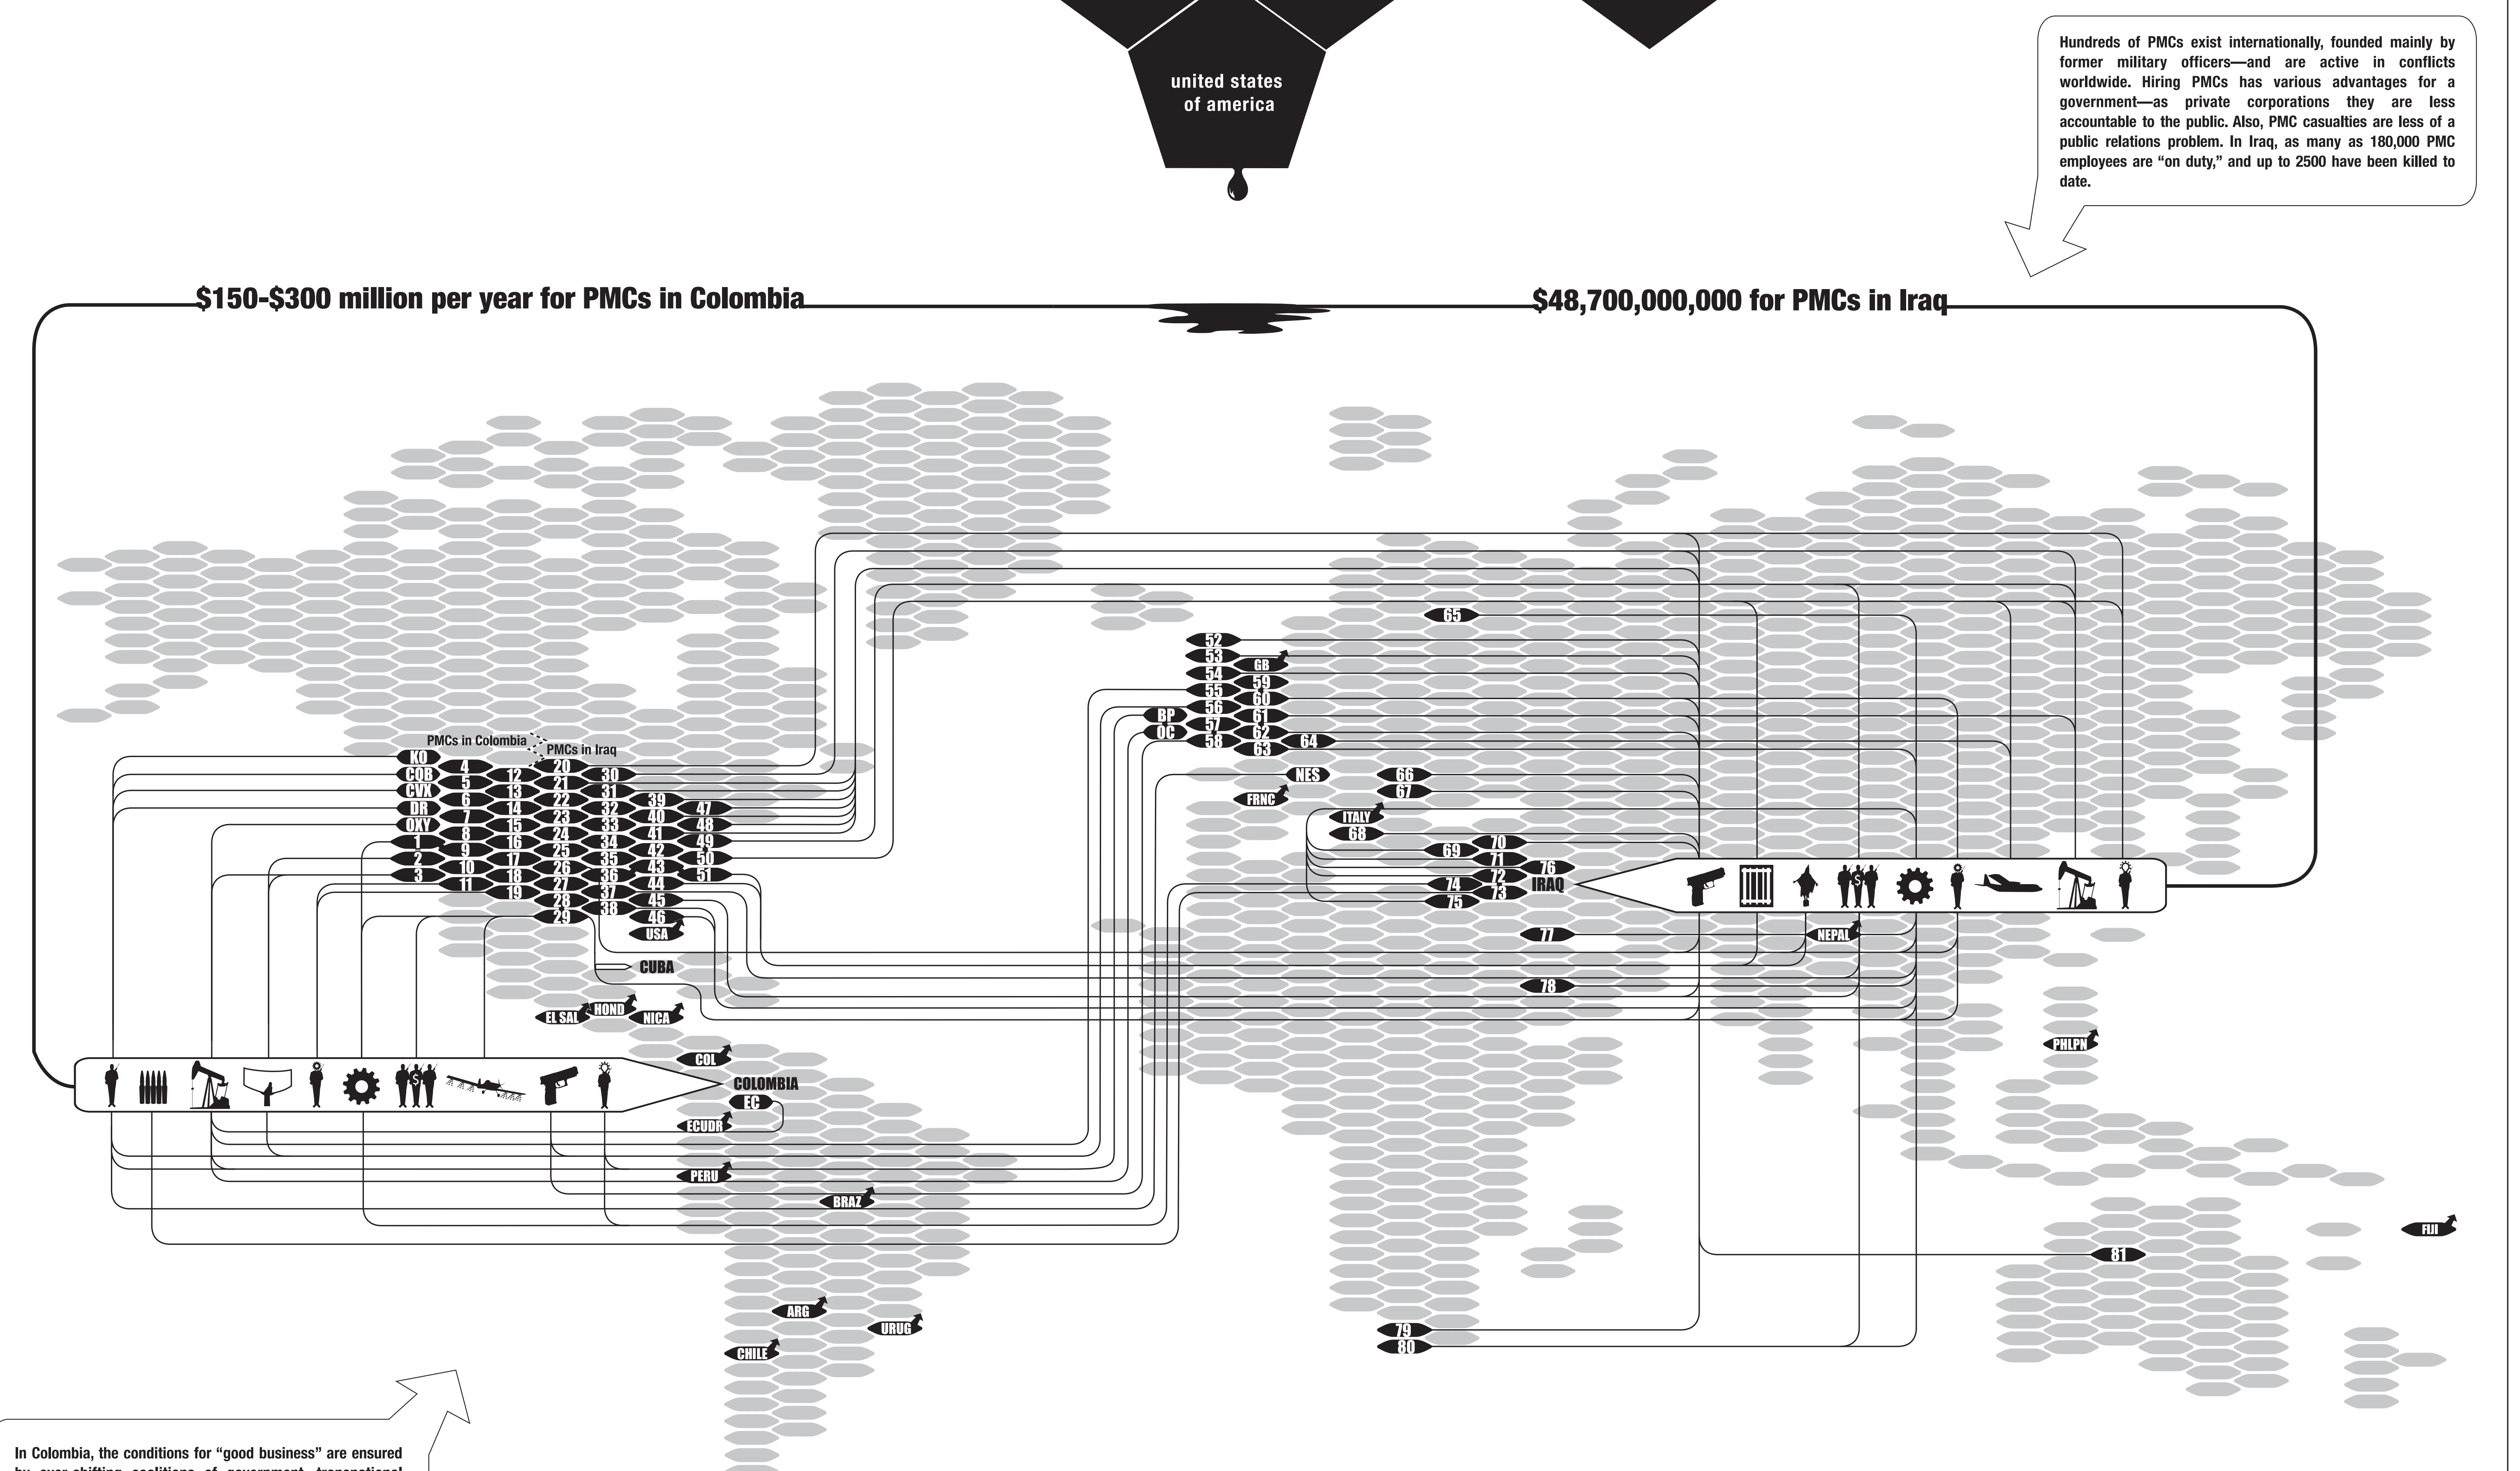 united states
of america
Hundreds of PMCs exist internationally, founded mainly by
former military officers—and are active in conflicts
worldwide. Hiring PMCs has various advantages for a
government—as private corporations they are less
accountable to the public. Also, PMC casualties are less of a
public relations problem. In Iraq, as many as 180,000 PMC
employees are “on duty,” and up to 2500 have been killed to
date.
$150-$300 million per year for PMCs in Colombia
$48,700,000,000 for PMCs in Iraq
PMCs in Colombia
PMCs in Iraq
KO
CQB
CVX
DR
OXY
1
2
3
4
5
6
7
8
9
10
11
12
13
14
15
16
17
18
19
20
21
22
23
24
25
26
27
28
29
30
31
32
33
34
35
36
37
38
39
40
41
42
43
44
45
46
USA
47
48
49
50
51
CUBA
EL SAL
HOND
NICA
COL
COLOMBIA
EC
ECUDR
PERU
BRAZ
ARG
URUG
CHILE
BP
OC
52
53
54
55
56
57
58
GB
59
60
61
62
63
64
65
NES
FRNC
66
67
ITALY
68
69
70
71
72
73
74
75
76
IRAQ
$
$
77
78
NEPAL
PHLPN
FIJI
79
80
81
In Colombia, the conditions for “good business” are ensured
by ever-shifting coalitions of government, transnational